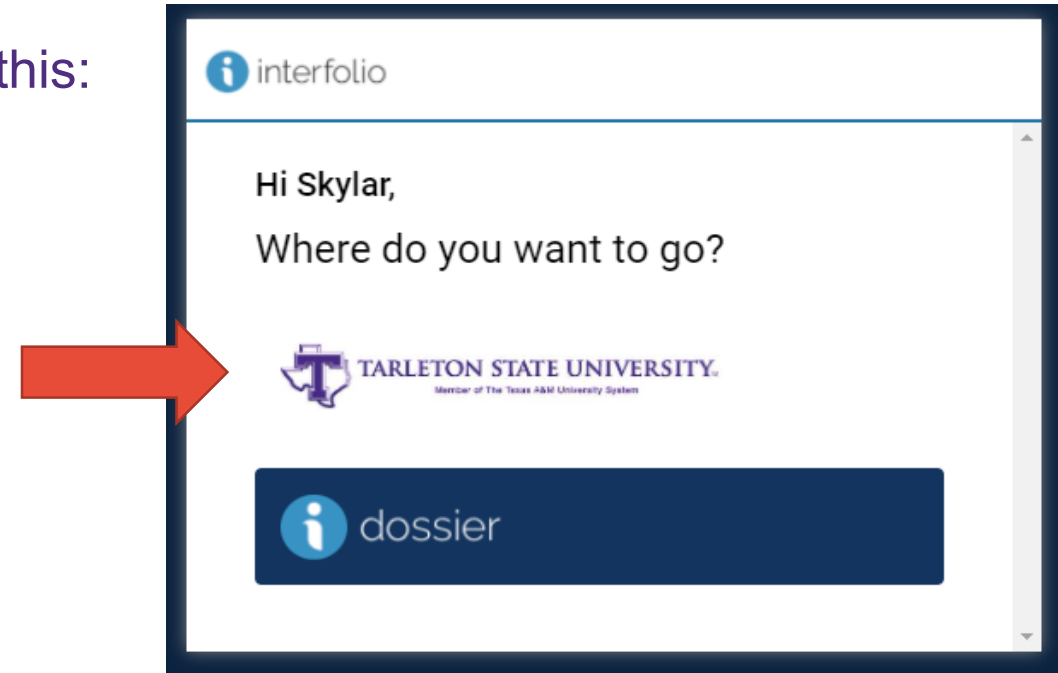 this:
interfolio
Hi Skylar,
Where do you want to go?
TARLETON STATE UNIVERSITY
Member of The Texas A&M University System
dossier